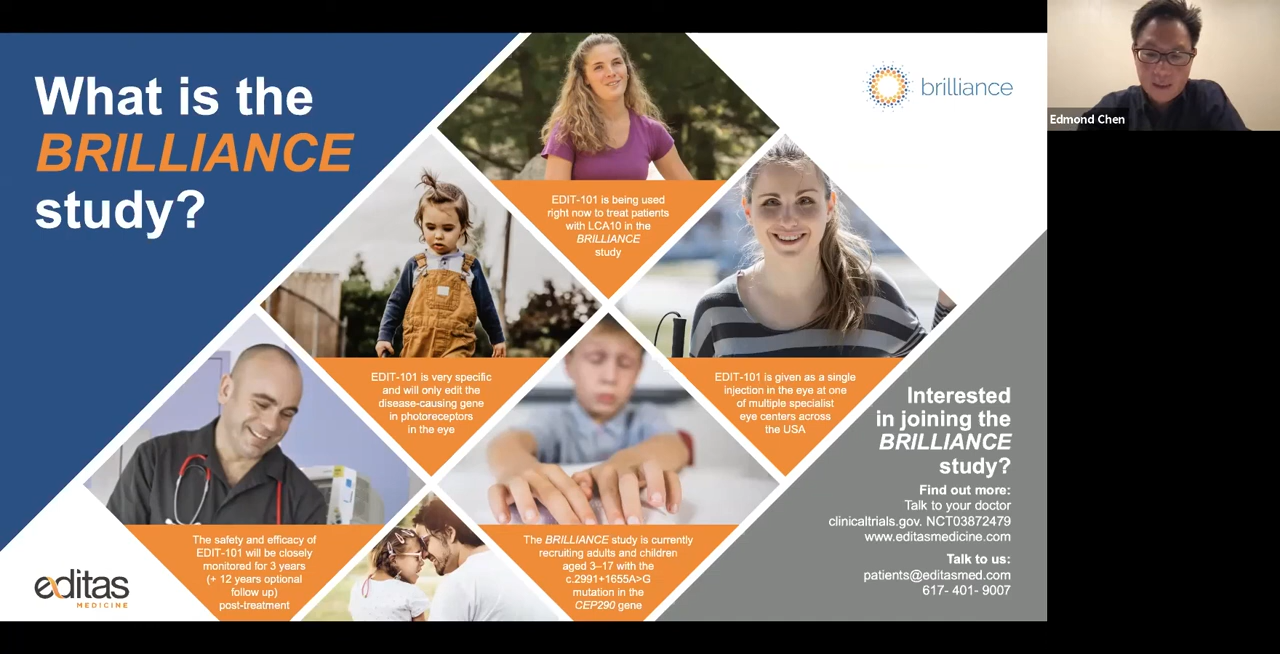 What is the
BRILLIANCE
study?
brilliance
Edmond Chen
EDIT-101 is being used
right now to treat patients
with LCA10 in the
BRILLIANCE
study
EDIT-101 is very specific
and will only edit the
disease-causing gene
in photoreceptors
in the eye
EDIT-101 is given as a single
injection in the eye at one
of multiple specialist
eye centers across
the USA
The safety and efficacy of
EDIT-101 will be closely
monitored for 3 years
(+ 12 years optional
follow up)
post-treatment
The BRILLIANCE study is currently
recruiting adults and children
aged 3–17 with the
c.2991+1655A>G
mutation in the
CEP290 gene
Interested
in joining the
BRILLIANCE
study?
Find out more:
Talk to your doctor
clinicaltrials.gov. NCT03872479
www.editasmedicine.com
Talk to us:
patients@editasmed.com
617- 401- 9007
editas
MEDICINE